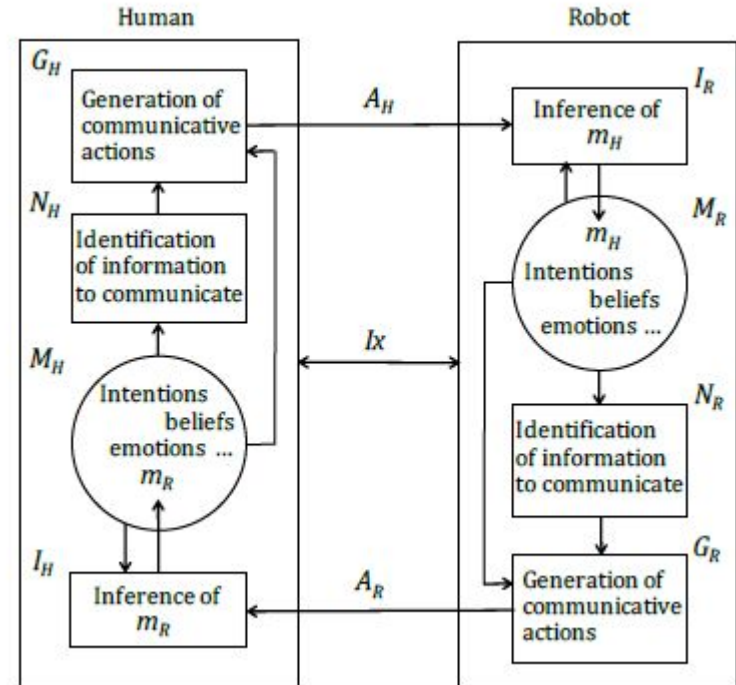 Human
G_H
Generation of
communicative
actions
N_H
Identification
of information
to communicate
M_H
Intentions
beliefs
emotions ...
m_R
I_H
Inference of
m_R
A_H
Ix
A_R
Robot
I_R
Inference of
m_H
M_R
m_H
Intentions
beliefs
emotions ...
N_R
Identification
of information
to communicate
G_R
Generation of
communicative
actions